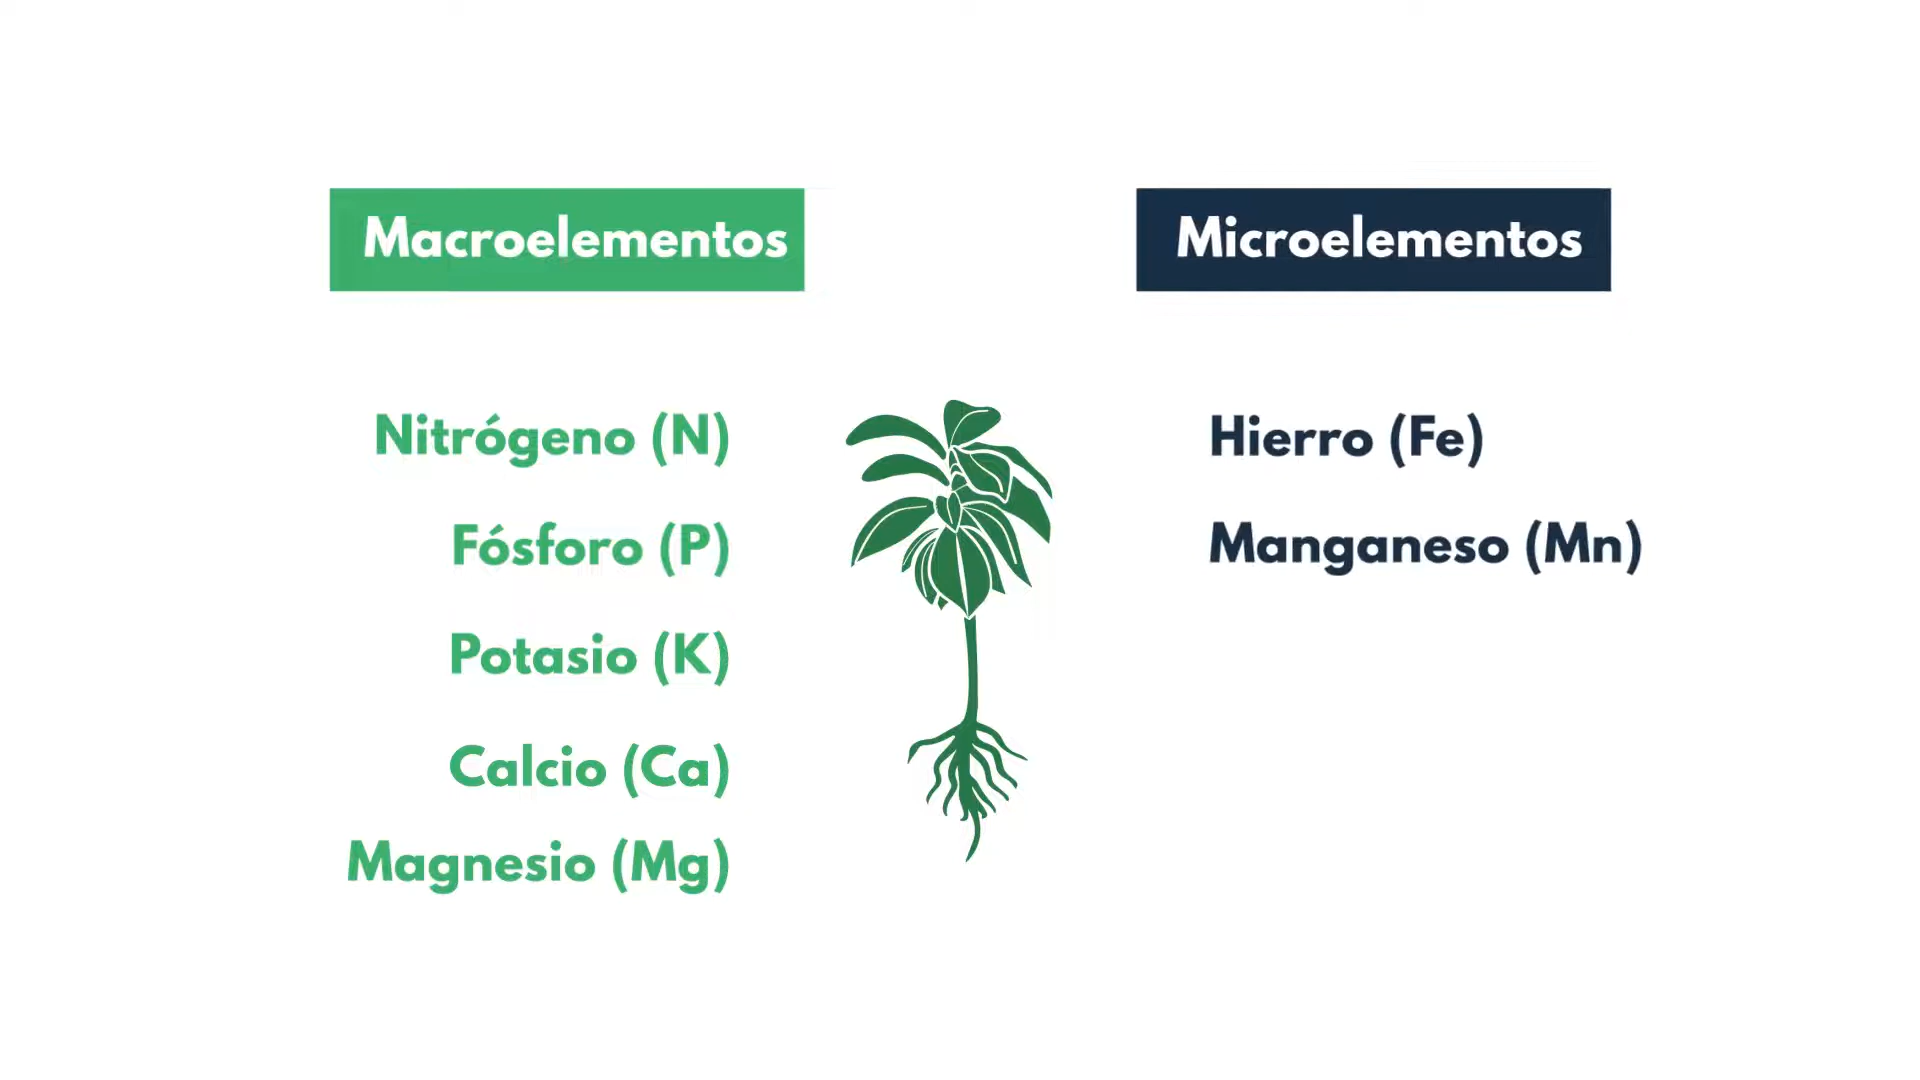 Macroelementos
Nitrógeno (N)
Fósforo (P)
Potasio (K)
Calcio (Ca)
Magnesio (Mg)
Microelementos
Hierro (Fe)
Manganeso (Mn)